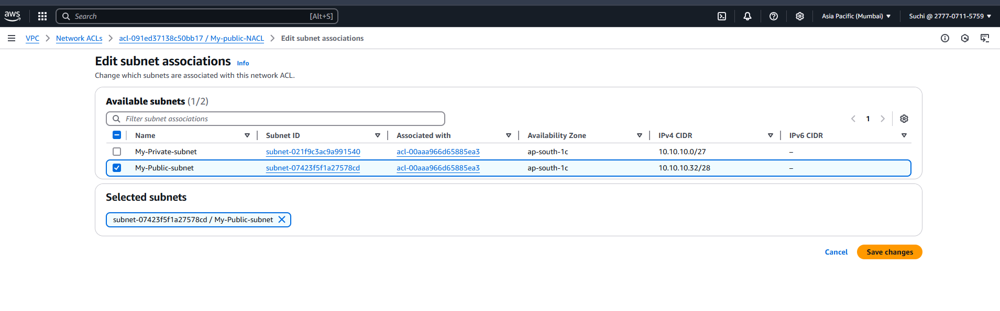 aws Search [Alt+S] Asia Pacific (Mumbai) Suchi @ 2777-0711-5759
VPC Network ACLs acl-091ed37138c50bb17 / My-public-NACL Edit subnet associations
Edit subnet associations Info
Change which subnets are associated with this network ACL.
Available subnets (1/2)
Filter subnet associations 1
Name Subnet ID Associated with Availability Zone IPv4 CIDR IPv6 CIDR
My-Private-subnet subnet-021f9c3ac9a991540 acl-00aaa966d65885ea3 ap-south-1c 10.10.10.0/27 –
My-Public-subnet subnet-07423f5f1a27578cd acl-00aaa966d65885ea3 ap-south-1c 10.10.10.32/28 –
Selected subnets
subnet-07423f5f1a27578cd / My-Public-subnet
Cancel Save changes